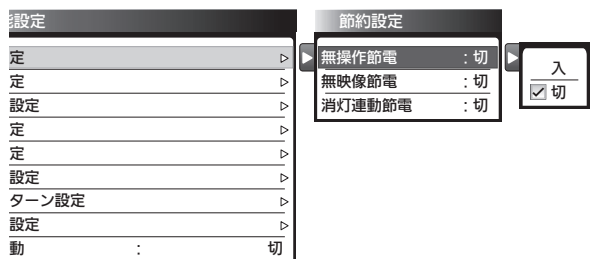 設定
定
定
設定
定
定
設定
ターン設定
設定
動 : 切
節約設定
無操作節電 : 切
無映像節電 : 切
消灯連動節電 : 切
入
切